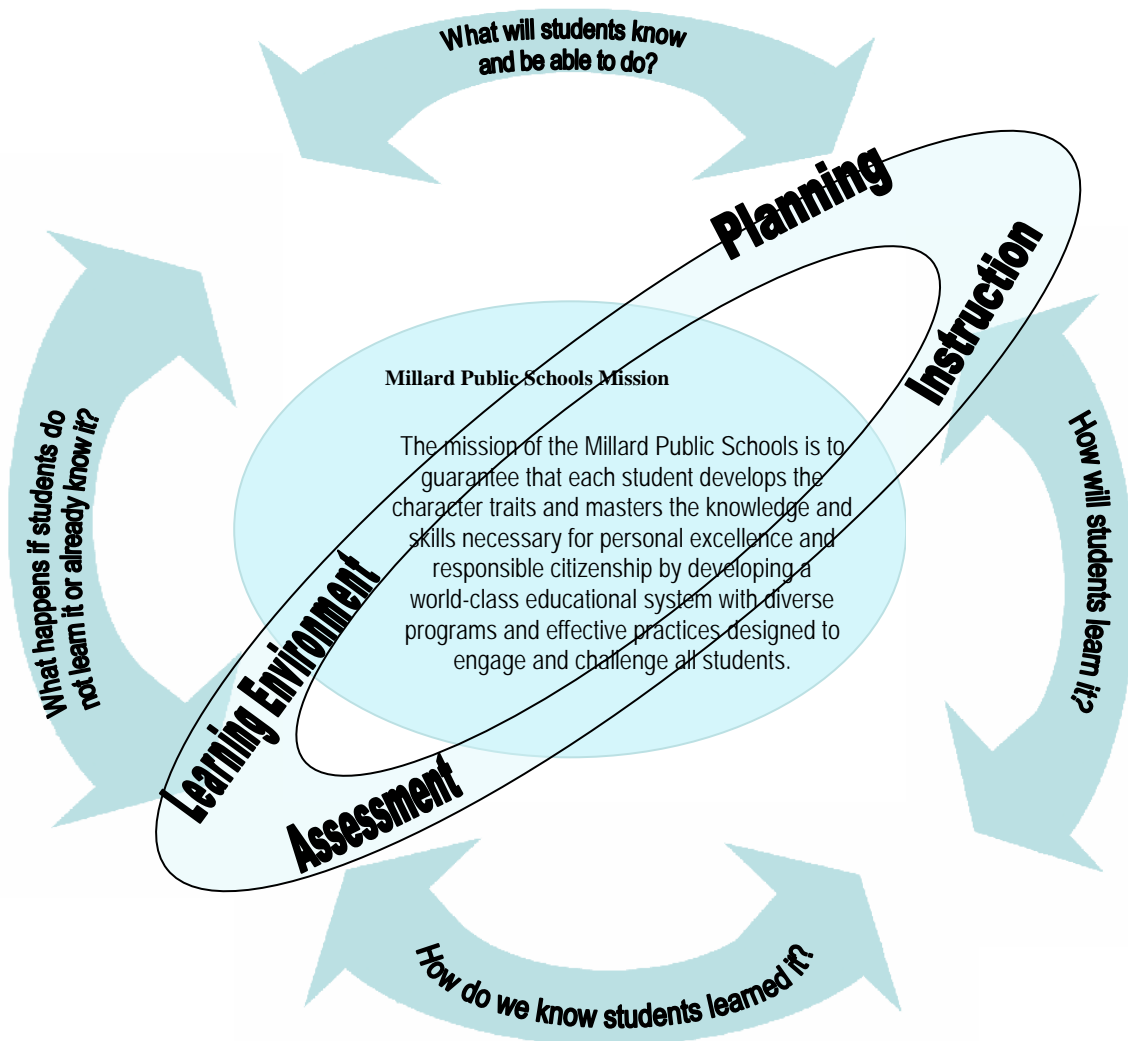 What will students know
and be able to do?
Planning
Instruction
Millard Public Schools Mission
The mission of the Millard Public Schools is to
guarantee that each student develops the
character traits and masters the knowledge and
skills necessary for personal excellence and
responsible citizenship by developing a
world-class educational system with diverse
programs and effective practices designed to
engage and challenge all students.
What happens if students do
not learn it or already know it?
How will students learn it?
Learning Environment
Assessment
How do we know students learned it?